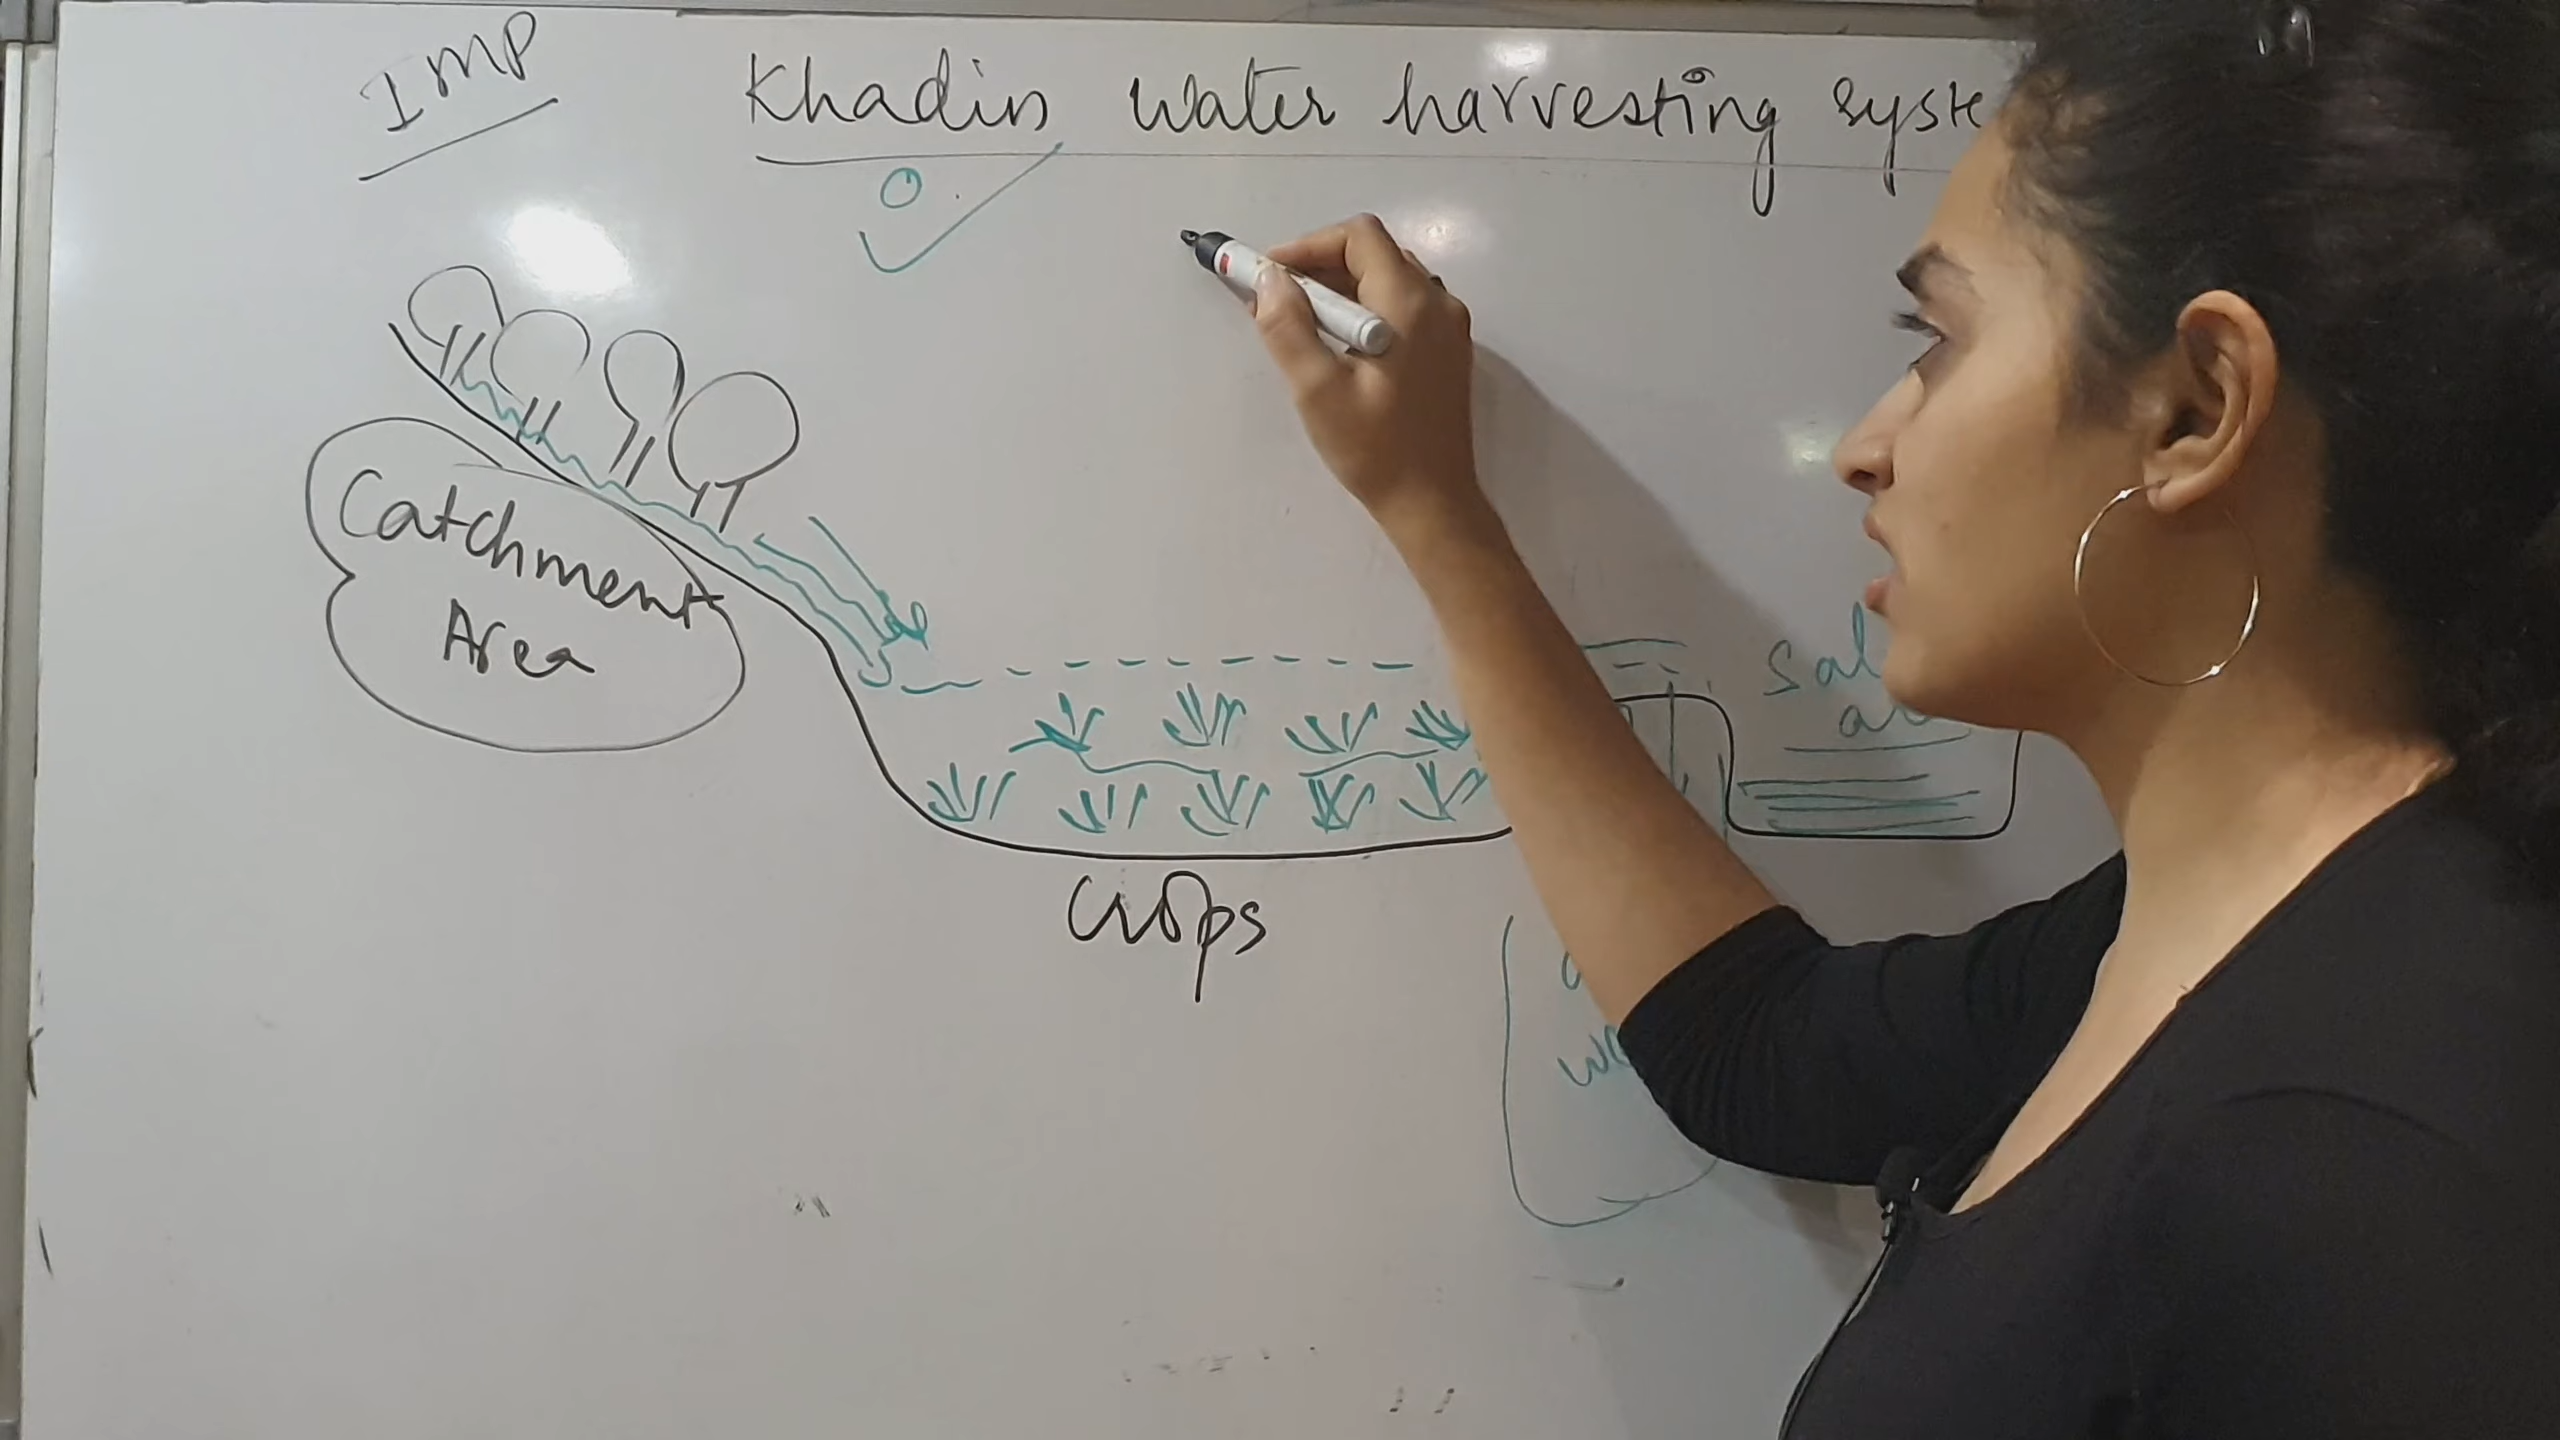 IMP
Khadin water harvesting syste
Catchment
Area
Crops